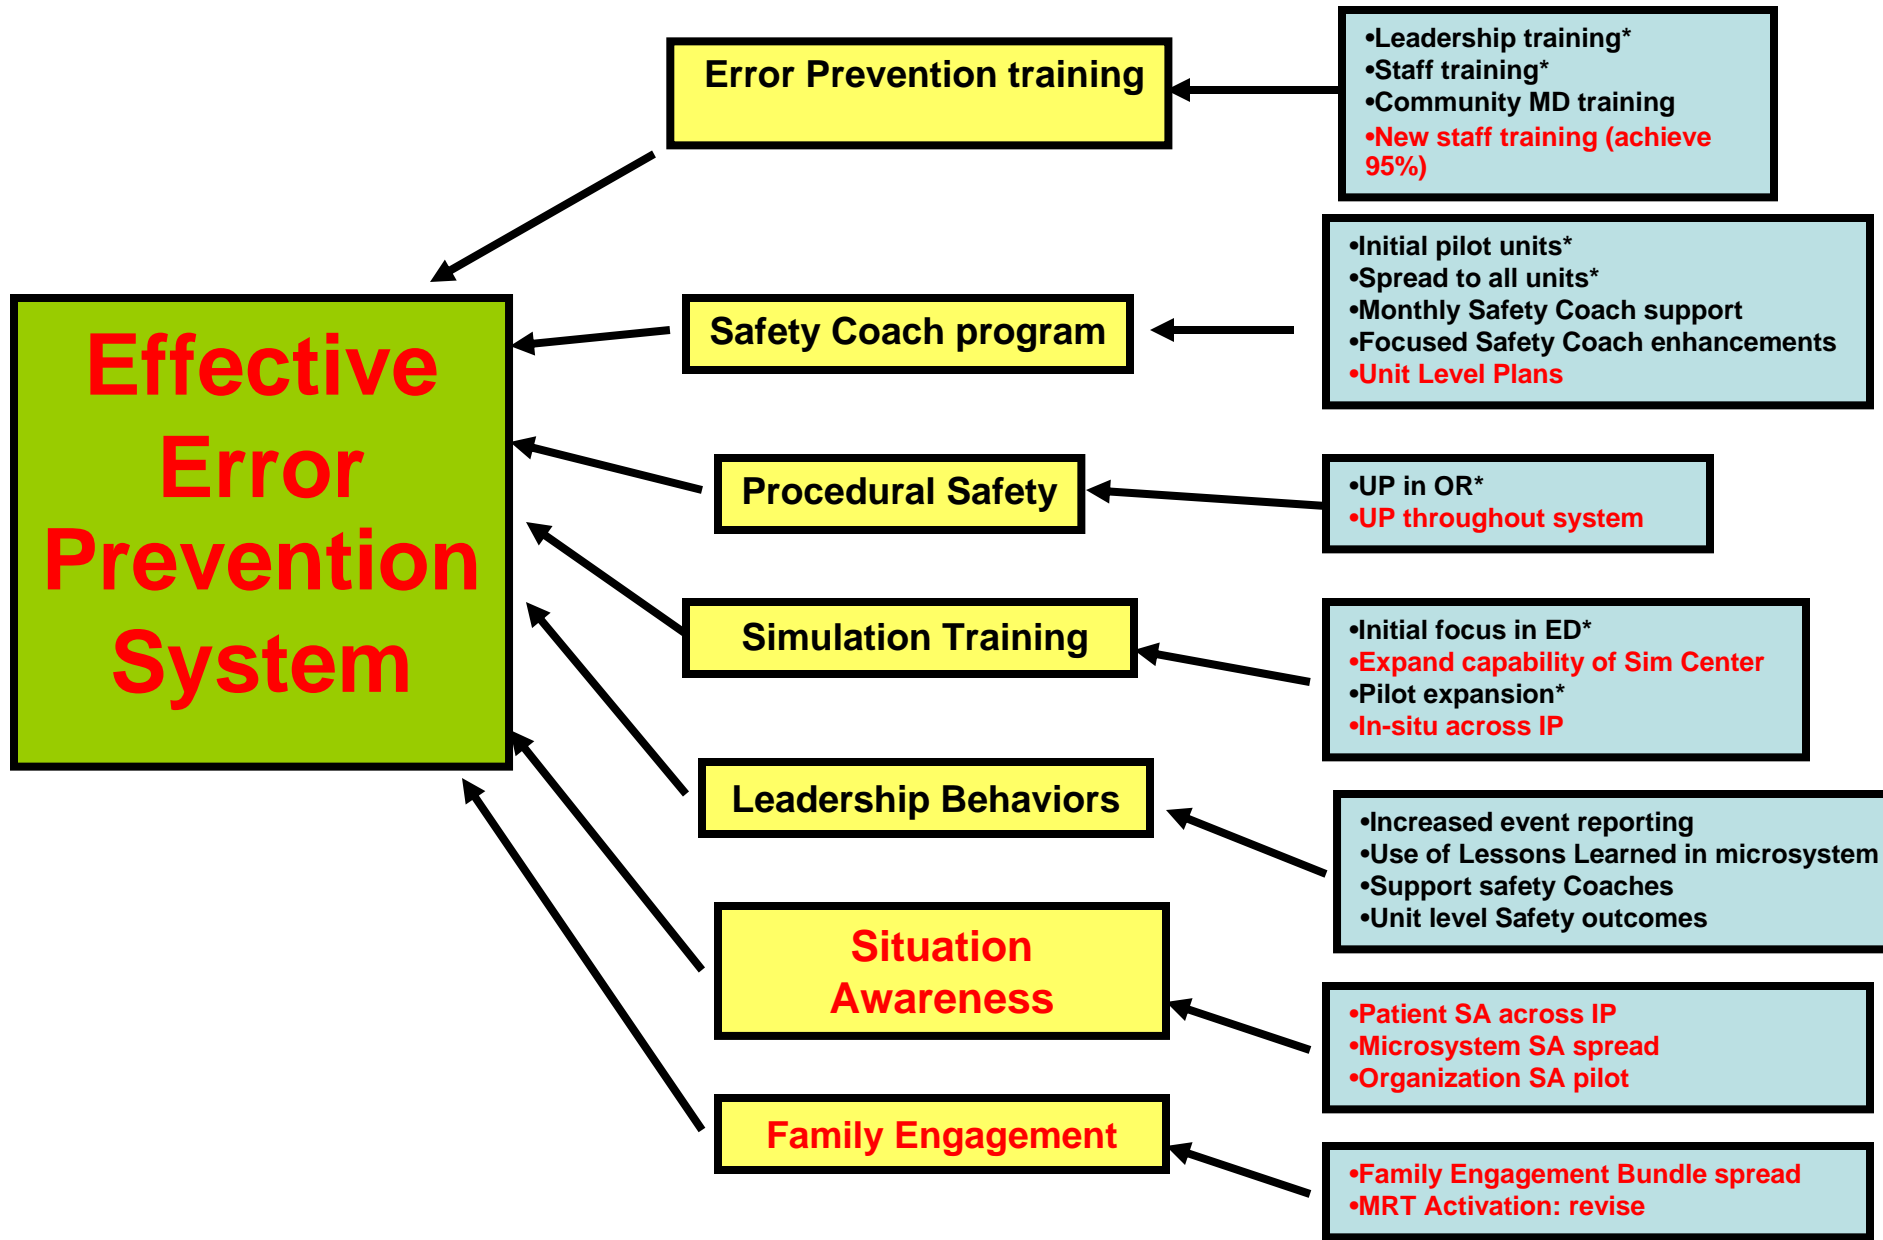 Effective
Error
Prevention
System
Error Prevention training
•Leadership training*
•Staff training*
•Community MD training
•New staff training (achieve
95%)
Safety Coach program
•Initial pilot units*
•Spread to all units*
•Monthly Safety Coach support
•Focused Safety Coach enhancements
•Unit Level Plans
Procedural Safety
•UP in OR*
•UP throughout system
Simulation Training
•Initial focus in ED*
•Expand capability of Sim Center
•Pilot expansion*
•In-situ across IP
Leadership Behaviors
•Increased event reporting
•Use of Lessons Learned in microsystem
•Support safety Coaches
•Unit level Safety outcomes
Situation
Awareness
•Patient SA across IP
•Microsystem SA spread
•Organization SA pilot
Family Engagement
•Family Engagement Bundle spread
•MRT Activation: revise